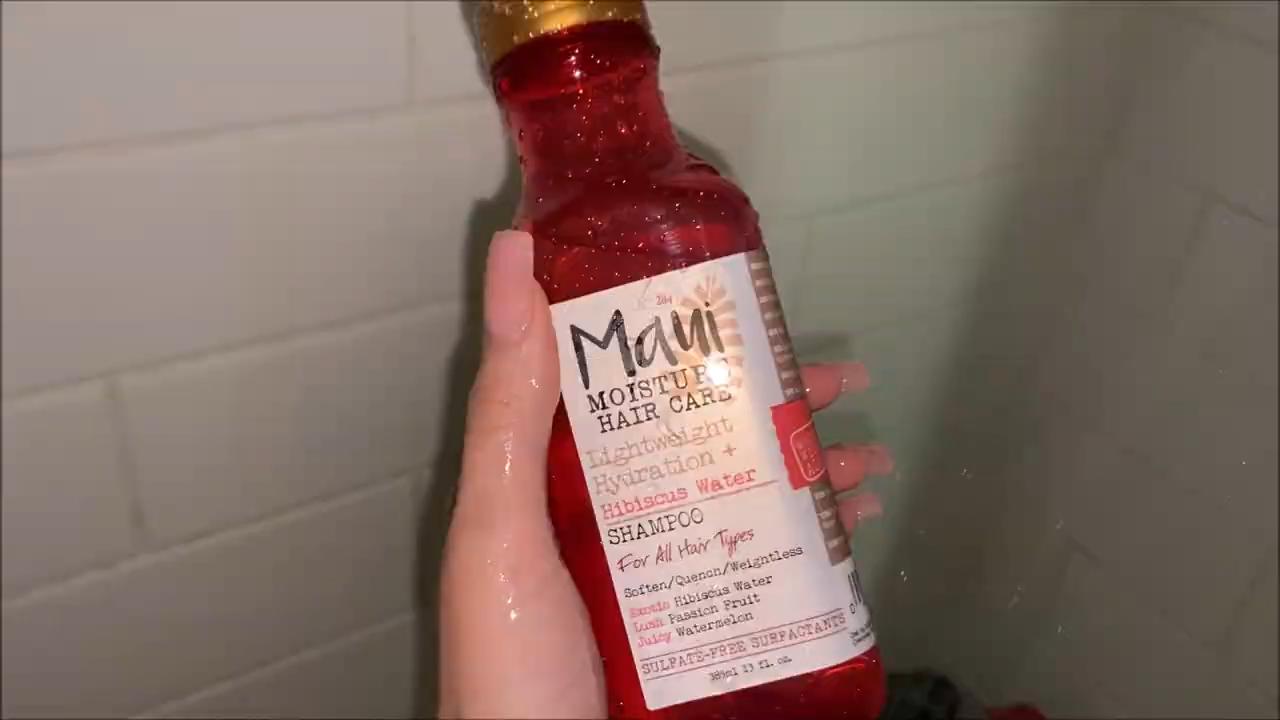 Maui
MOISTURE
HAIR CARE
Lightweight
Hydration +
Hibiscus Water
SHAMPOO
For All Hair Types
Soften/Quench/Weightless
Exotic Hibiscus Water
Lush Passion Fruit
Juicy Watermelon
SULFATE-FREE SURFACTANTS
385ml 13 fl. oz.